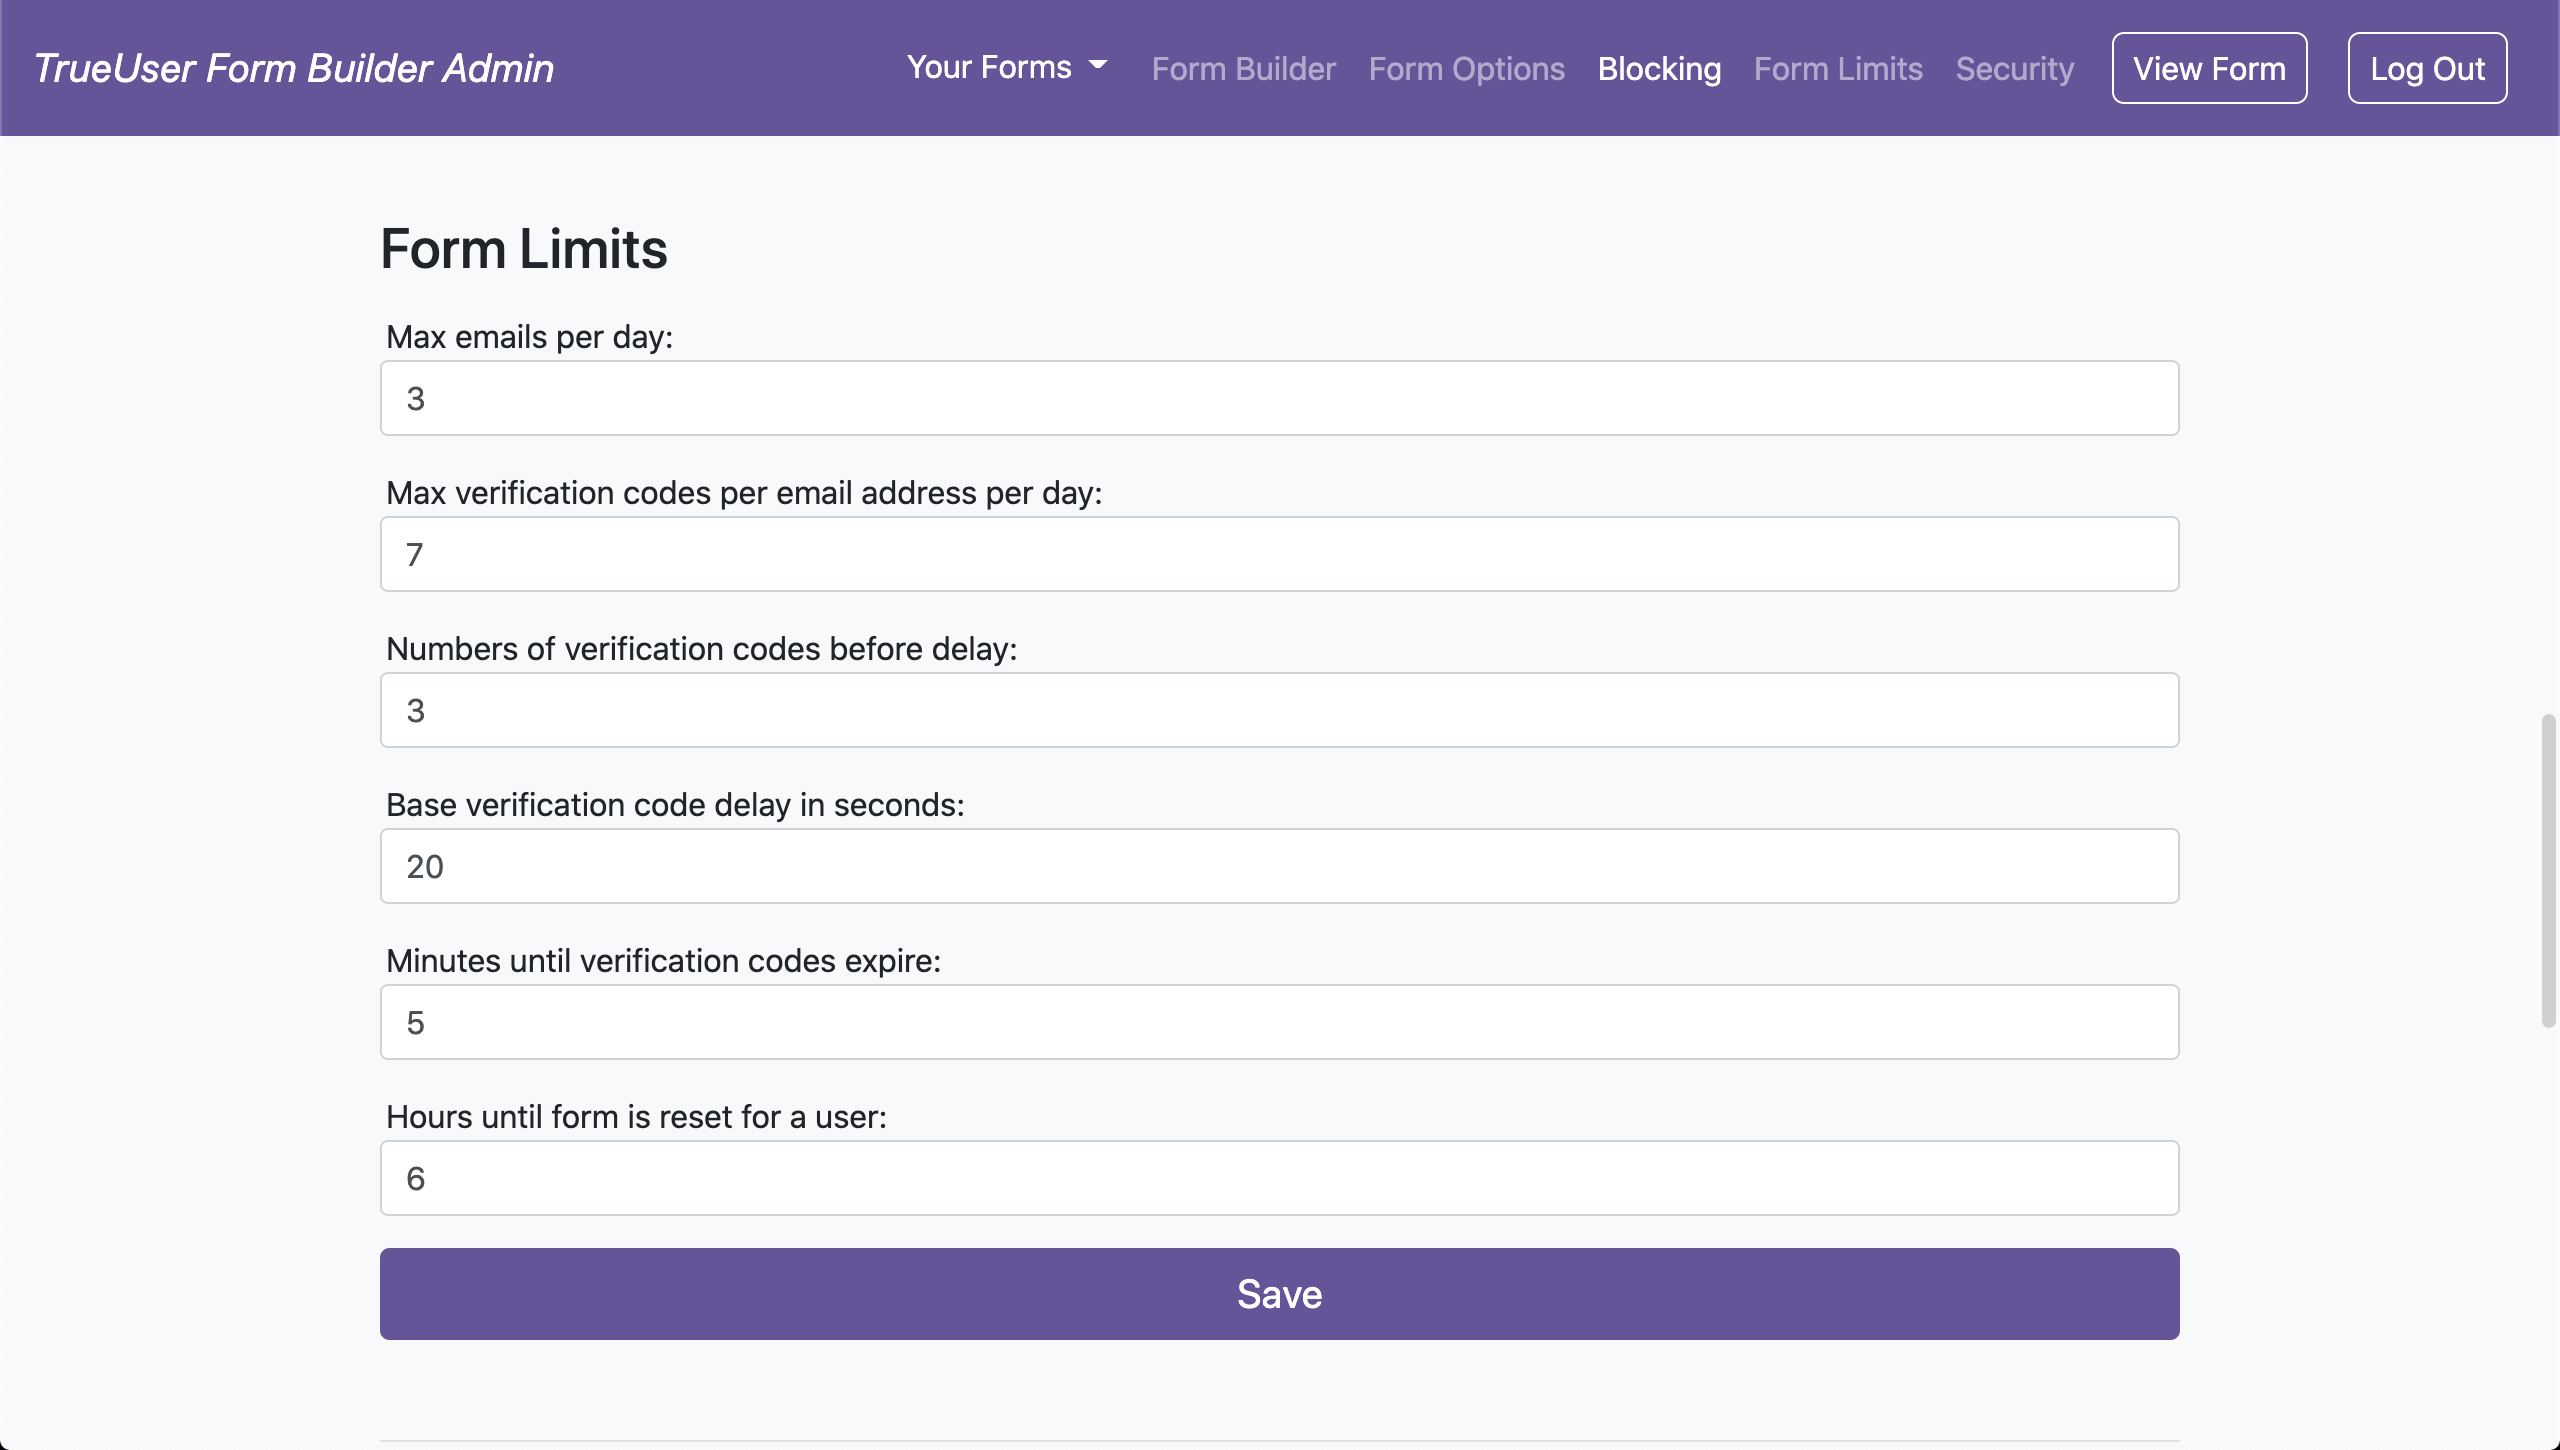 TrueUser Form Builder Admin
Your Forms
Form Builder
Form Options
Blocking
Form Limits
Security
View Form
Log Out
Form Limits
Max emails per day:
3
Max verification codes per email address per day:
7
Numbers of verification codes before delay:
3
Base verification code delay in seconds:
20
Minutes until verification codes expire:
5
Hours until form is reset for a user:
6
Save